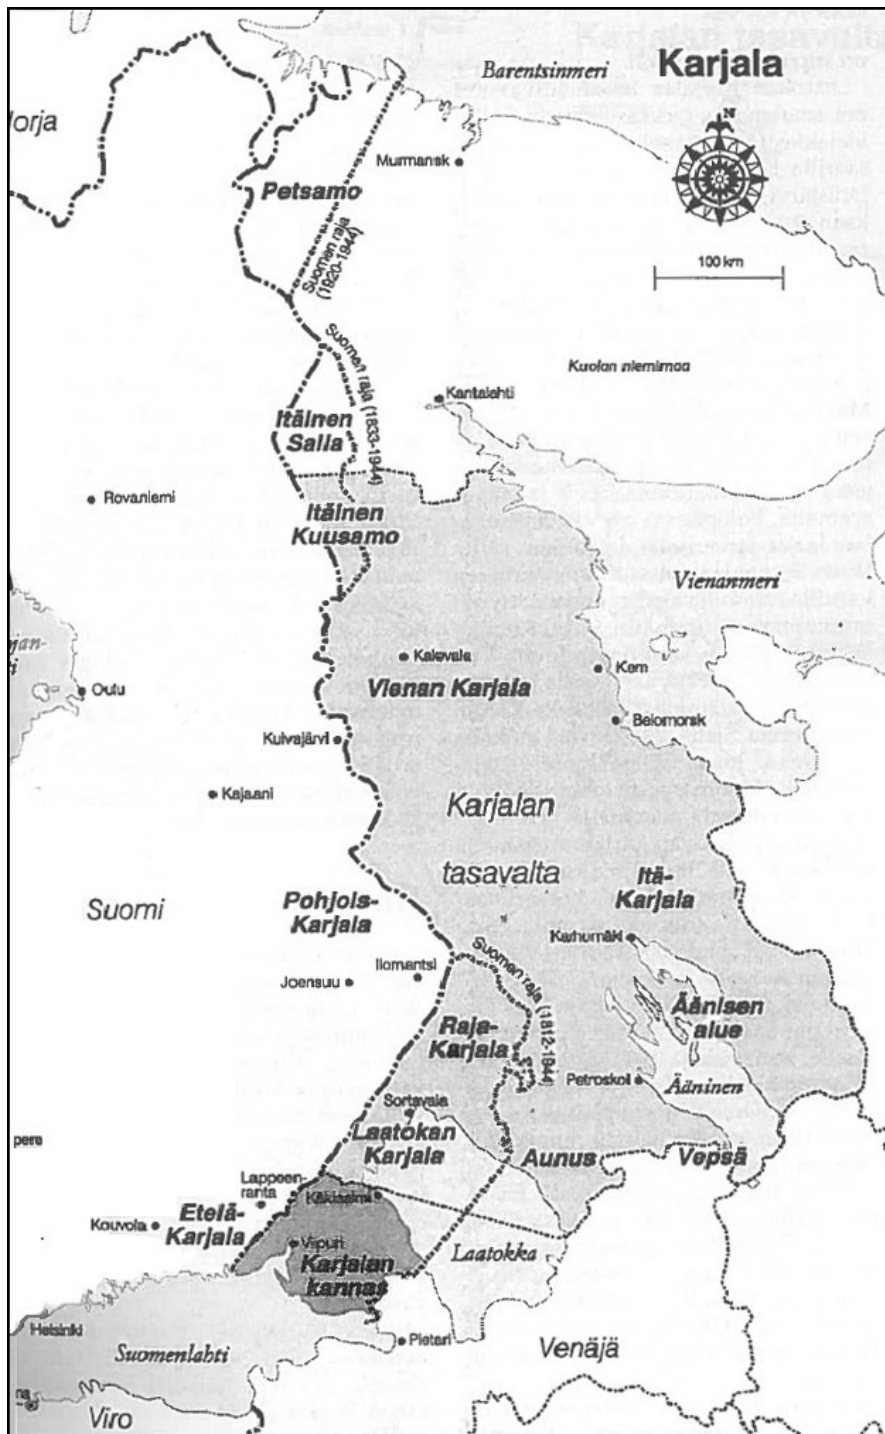 Karjala
Barentsinmeri
Norja
Murmansk
Petsamo
Suomen raja
(1920-1944)
100 km
Kuolan niemimaa
Suomen raja (1833-1944)
Kantalahti
Itäinen
Salla
Rovaniemi
Itäinen
Kuusamo
Vienanmeri
Kalevala
Kem
Vienan Karjala
Oulu
Belomorsk
Kuivajärvi
Kajaani
Karjalan
tasavalta
Itä-
Karjala
Suomi
Pohjois-
Karjala
Karhumäki
Ilomantsi
Joensuu
Suomen raja (1812-1944)
Äänisen
alue
Raja-
Karjala
Petroskoi
Ääninen
Sortavala
pere
Laatokan
Karjala
Aunus
Vepsä
Lappeen-
ranta
Käkisalmi
Kouvola
Etelä-
Karjala
Viipuri
Laatokka
Karjalan
kannas
Helsinki
Pietari
Suomenlahti
Venäjä
na
Viro